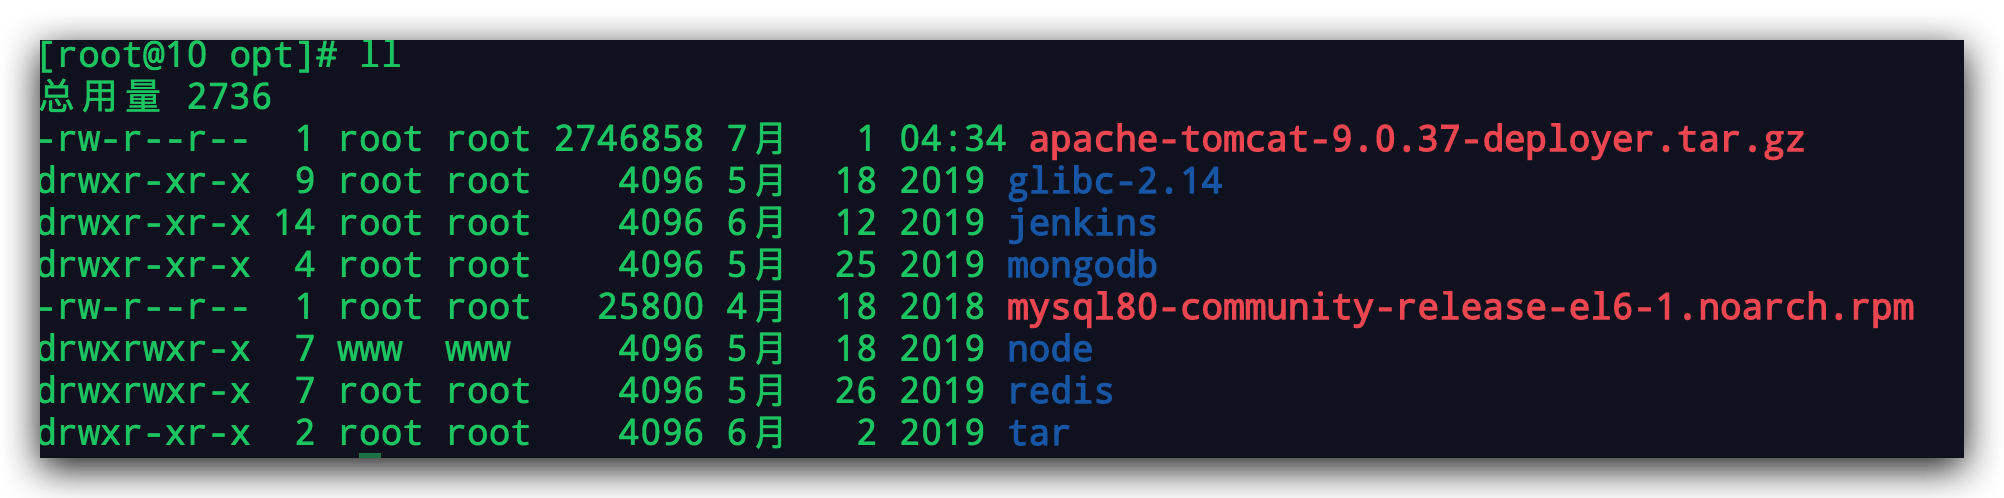 [root@10 opt]# ll
总用量 2736
-rw-r--r--  1 root root 2746858 7月   1 04:34 apache-tomcat-9.0.37-deployer.tar.gz
drwxr-xr-x  9 root root    4096 5月  18 2019 glibc-2.14
drwxr-xr-x 14 root root    4096 6月  12 2019 jenkins
drwxr-xr-x  4 root root    4096 5月  25 2019 mongodb
-rw-r--r--  1 root root   25800 4月  18 2018 mysql80-community-release-el6-1.noarch.rpm
drwxrwxr-x  7 www  www     4096 5月  18 2019 node
drwxrwxr-x  7 root root    4096 5月  26 2019 redis
drwxr-xr-x  2 root root    4096 6月   2 2019 tar